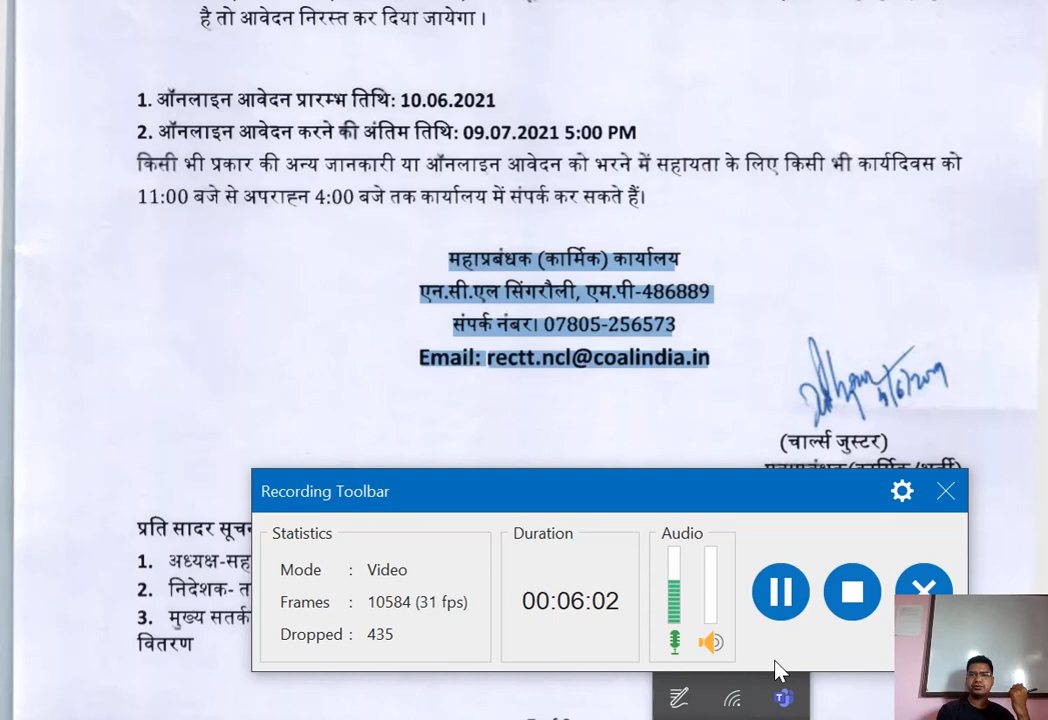 है तो आवेदन निरस्त कर दिया जायेगा।
1. ऑनलाइन आवेदन प्रारम्भ तिथि: 10.06.2021
2. ऑनलाइन आवेदन करने की अंतिम तिथि: 09.07.2021 5:00 PM
किसी भी प्रकार की अन्य जानकारी या ऑनलाइन आवेदन को भरने में सहायता के लिए किसी भी कार्यदिवस को
11:00 बजे से अपराह्न 4:00 बजे तक कार्यालय में संपर्क कर सकते हैं।
महाप्रबंधक (कार्मिक) कार्यालय
एन.सी.एल सिंगरौली, एम.पी-486889
संपर्क नंबर। 07805-256573
Email: rectt.ncl@coalindia.in
(चार्ल्स जुस्टर)
प्रति सादर सूचन
1. अध्यक्ष-सह
2. निदेशक- त
3. मुख्य सतर्क
वितरण
Recording Toolbar
Statistics
Mode : Video
Frames : 10584 (31 fps)
Dropped : 435
Duration
00:06:02
Audio